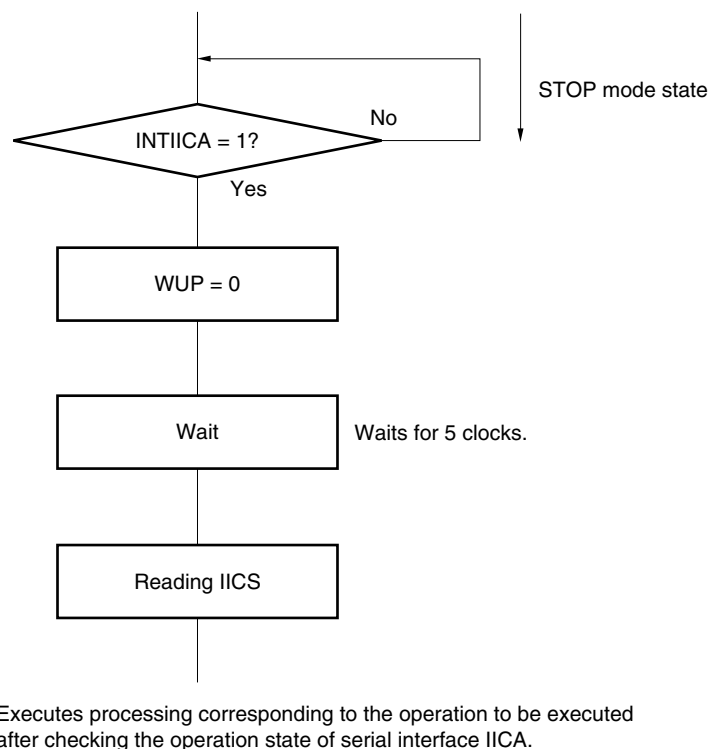 No
STOP mode state
INTIICA = 1?
Yes
WUP = 0
Wait
Waits for 5 clocks.
Reading IICS
Executes processing corresponding to the operation to be executed
after checking the operation state of serial interface IICA.